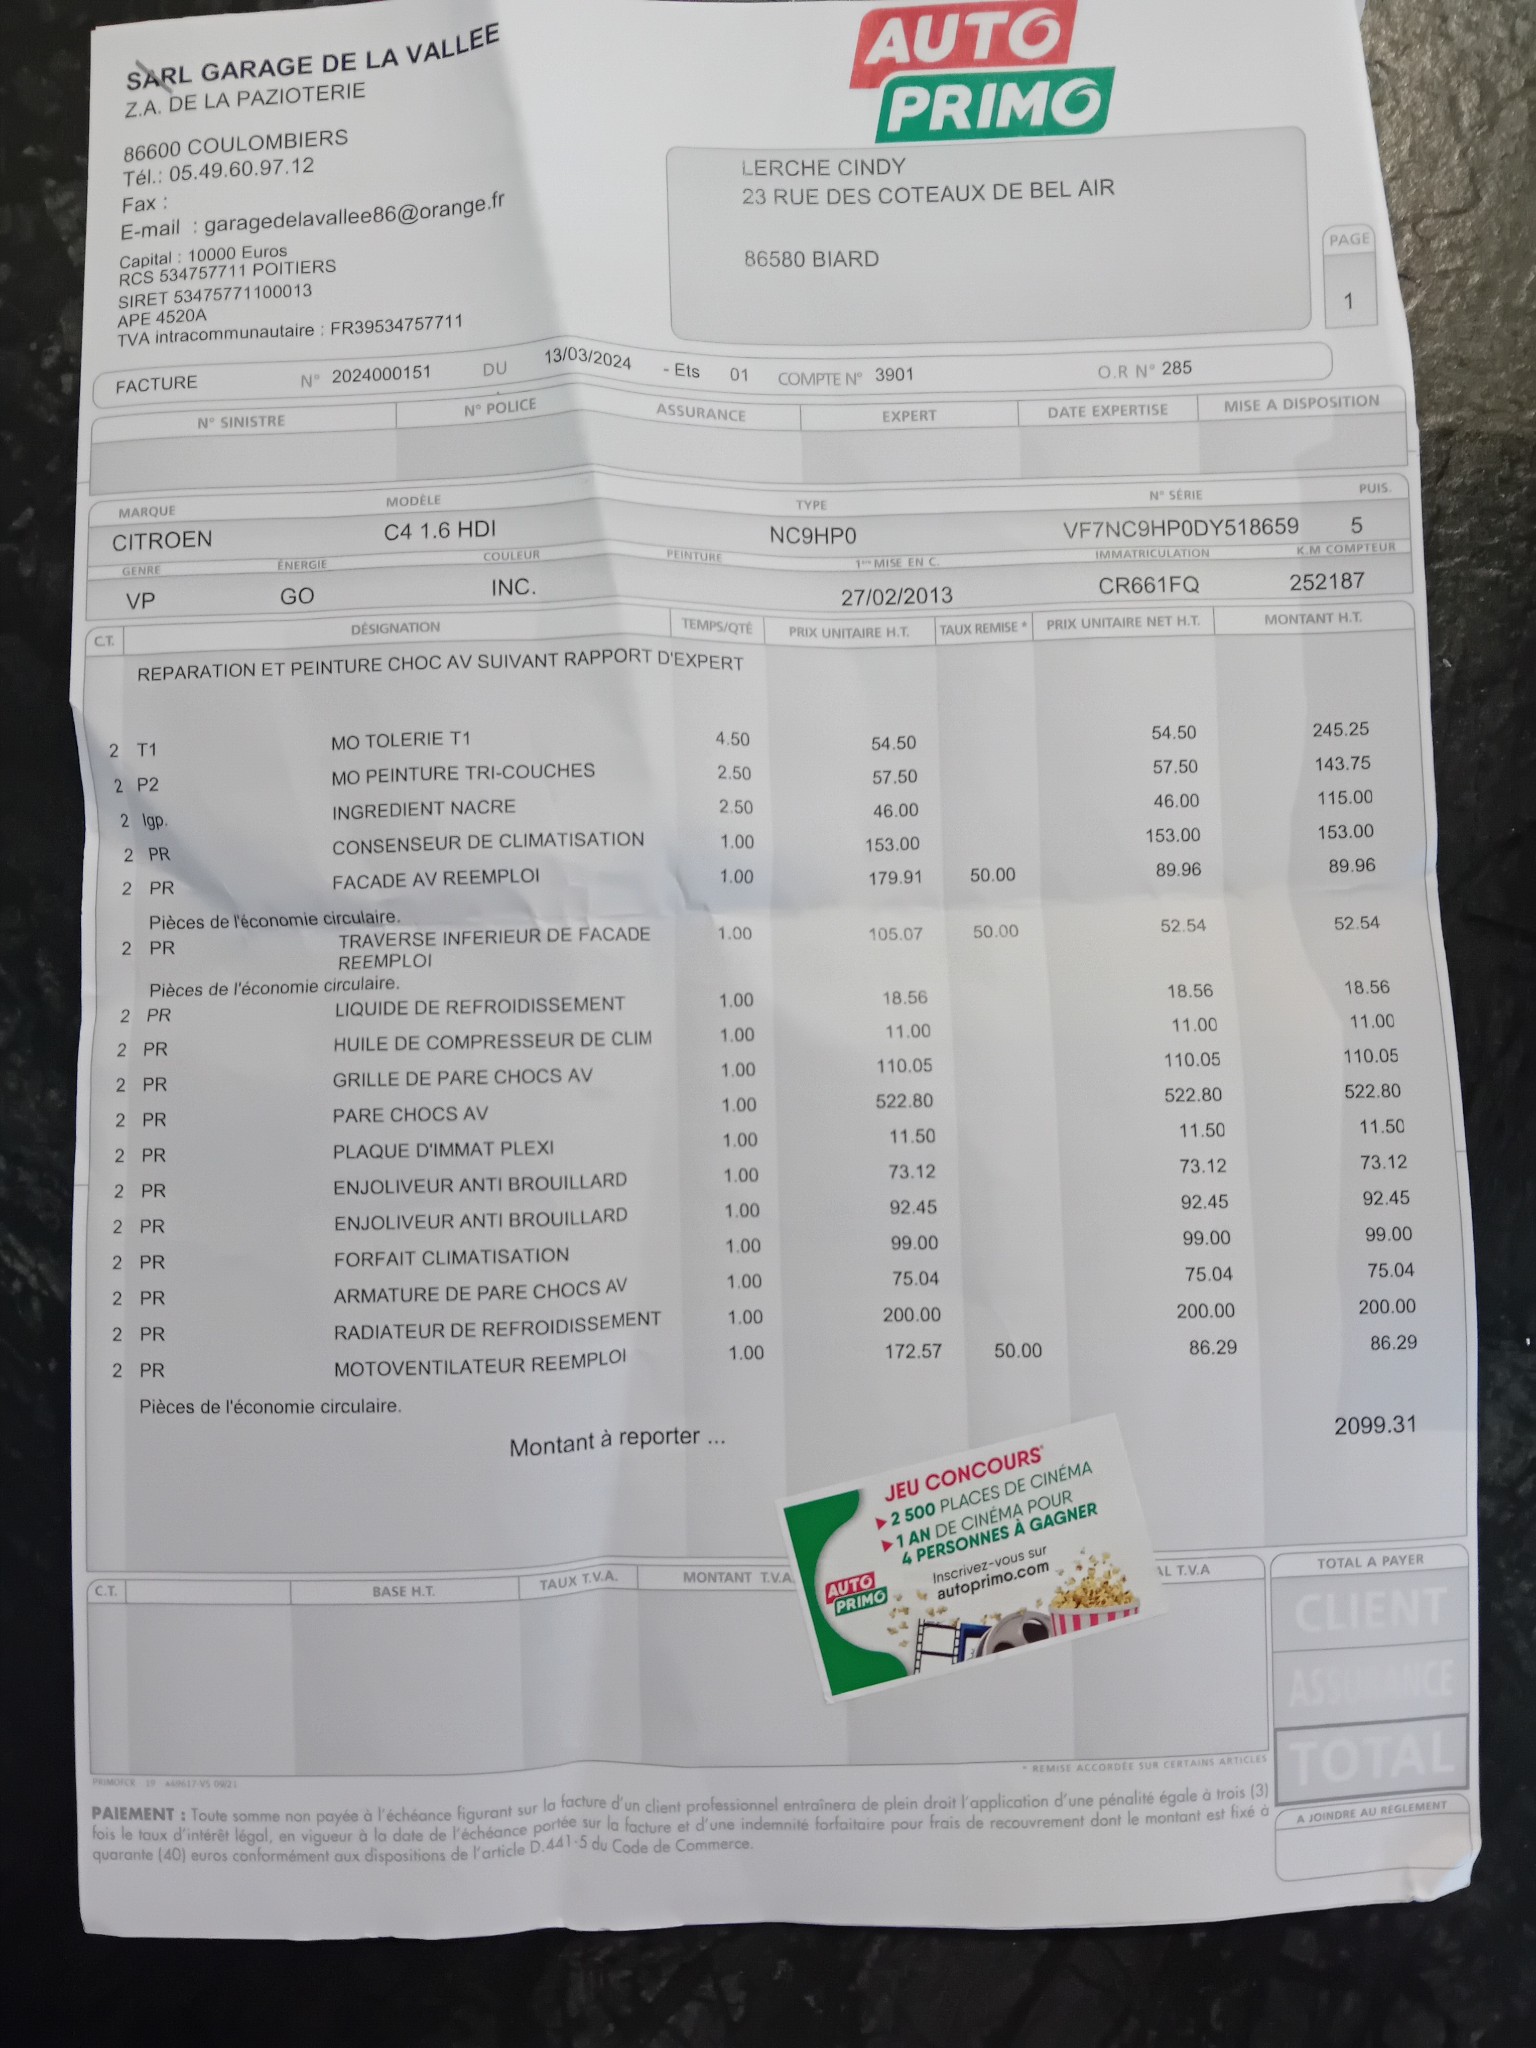 SARL GARAGE DE LA VALLEE
Z.A. DE LA PAZIOTERIE
86600 COULOMBIERS
Tél.: 05.49.60.97.12
Fax :
E-mail : garagedelavallee86@orange.fr
Capital : 10000 Euros
RCS 534757711 POITIERS
SIRET 53475771100013
APE 4520A
TVA intracommunautaire : FR39534757711
AUTO
PRIMO
LERCHE CINDY
23 RUE DES COTEAUX DE BEL AIR
86580 BIARD
PAGE
1
FACTURE N° 2024000151 DU 13/03/2024 - Ets 01 COMPTE N° 3901 O.R N° 285
N° SINISTRE N° POLICE ASSURANCE EXPERT DATE EXPERTISE MISE A DISPOSITION
MARQUE MODÈLE TYPE N° SÉRIE PUIS.
CITROEN C4 1.6 HDI NC9HP0 VF7NC9HP0DY518659 5
GENRE ÉNERGIE COULEUR PEINTURE 1ère MISE EN C. IMMATRICULATION K.M COMPTEUR
VP GO INC. 27/02/2013 CR661FQ 252187
C.T. DÉSIGNATION TEMPS/QTÉ PRIX UNITAIRE H.T. TAUX REMISE * PRIX UNITAIRE NET H.T. MONTANT H.T.
REPARATION ET PEINTURE CHOC AV SUIVANT RAPPORT D'EXPERT
2 T1 MO TOLERIE T1 4.50 54.50 54.50 245.25
2 P2 MO PEINTURE TRI-COUCHES 2.50 57.50 57.50 143.75
2 Igp. INGREDIENT NACRE 2.50 46.00 46.00 115.00
2 PR CONSENSEUR DE CLIMATISATION 1.00 153.00 153.00 153.00
2 PR FACADE AV REEMPLOI 1.00 179.91 50.00 89.96 89.96
Pièces de l'économie circulaire.
2 PR TRAVERSE INFERIEUR DE FACADE 1.00 105.07 50.00 52.54 52.54
REEMPLOI
Pièces de l'économie circulaire.
2 PR LIQUIDE DE REFROIDISSEMENT 1.00 18.56 18.56 18.56
2 PR HUILE DE COMPRESSEUR DE CLIM 1.00 11.00 11.00 11.00
2 PR GRILLE DE PARE CHOCS AV 1.00 110.05 110.05 110.05
2 PR PARE CHOCS AV 1.00 522.80 522.80 522.80
2 PR PLAQUE D'IMMAT PLEXI 1.00 11.50 11.50 11.50
2 PR ENJOLIVEUR ANTI BROUILLARD 1.00 73.12 73.12 73.12
2 PR ENJOLIVEUR ANTI BROUILLARD 1.00 92.45 92.45 92.45
2 PR FORFAIT CLIMATISATION 1.00 99.00 99.00 99.00
2 PR ARMATURE DE PARE CHOCS AV 1.00 75.04 75.04 75.04
2 PR RADIATEUR DE REFROIDISSEMENT 1.00 200.00 200.00 200.00
2 PR MOTOVENTILATEUR REEMPLOI 1.00 172.57 50.00 86.29 86.29
Pièces de l'économie circulaire.
Montant à reporter ... 2099.31
JEU CONCOURS*
2 500 PLACES DE CINÉMA
1 AN DE CINÉMA POUR
4 PERSONNES À GAGNER
Inscrivez-vous sur
autoprimo.com
AUTO
PRIMO
C.T. BASE H.T. TAUX T.V.A. MONTANT T.V.A. AL T.V.A TOTAL A PAYER
CLIENT
ASSURANCE
TOTAL
* REMISE ACCORDÉE SUR CERTAINS ARTICLES
A JOINDRE AU RÈGLEMENT
PAIEMENT : Toute somme non payée à l'échéance figurant sur la facture d'un client professionnel entraînera de plein droit l'application d'une pénalité égale à trois (3)
fois le taux d'intérêt légal, en vigueur à la date de l'échéance portée sur la facture et d'une indemnité forfaitaire pour frais de recouvrement dont le montant est fixé à
quarante (40) euros conformément aux dispositions de l'article D.441-5 du Code de Commerce.